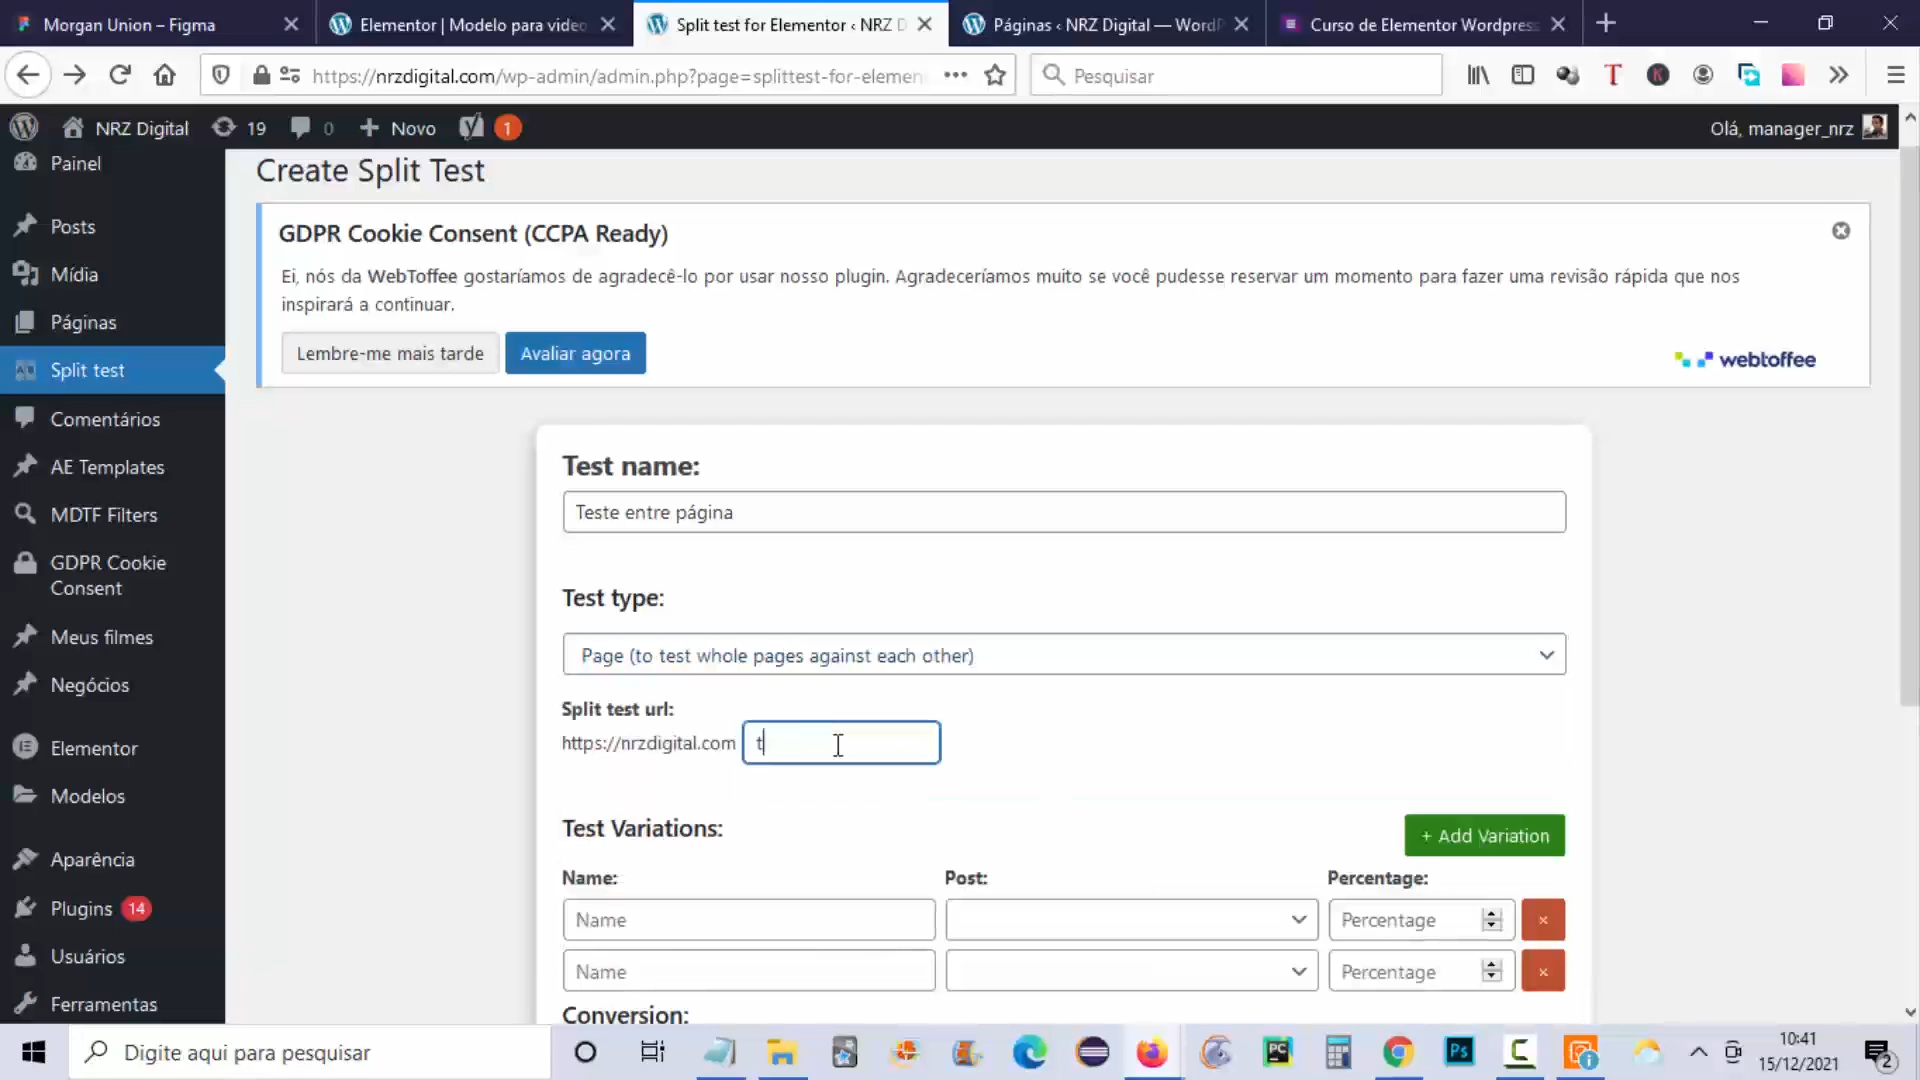 Morgan Union – Figma
Elementor | Modelo para video
Split test for Elementor ‹ NRZ D
Páginas ‹ NRZ Digital — WordP
Curso de Elementor Wordpress
https://nrzdigital.com/wp-admin/admin.php?page=splittest-for-elemen
Pesquisar
NRZ Digital
19
0
Novo
1
Olá, manager_nrz
Painel
Posts
Mídia
Páginas
Split test
Comentários
AE Templates
MDTF Filters
GDPR Cookie
Consent
Meus filmes
Negócios
Elementor
Modelos
Aparência
Plugins 14
Usuários
Ferramentas
Create Split Test
GDPR Cookie Consent (CCPA Ready)
Ei, nós da WebToffee gostaríamos de agradecê-lo por usar nosso plugin. Agradeceríamos muito se você pudesse reservar um momento para fazer uma revisão rápida que nos
inspirará a continuar.
Lembre-me mais tarde
Avaliar agora
webtoffee
Test name:
Teste entre página
Test type:
Page (to test whole pages against each other)
Split test url:
https://nrzdigital.com
t
Test Variations:
+ Add Variation
Name:
Post:
Percentage:
Name
Percentage
×
Name
Percentage
×
Conversion:
Digite aqui para pesquisar
PC
Ps
10:41
15/12/2021
2